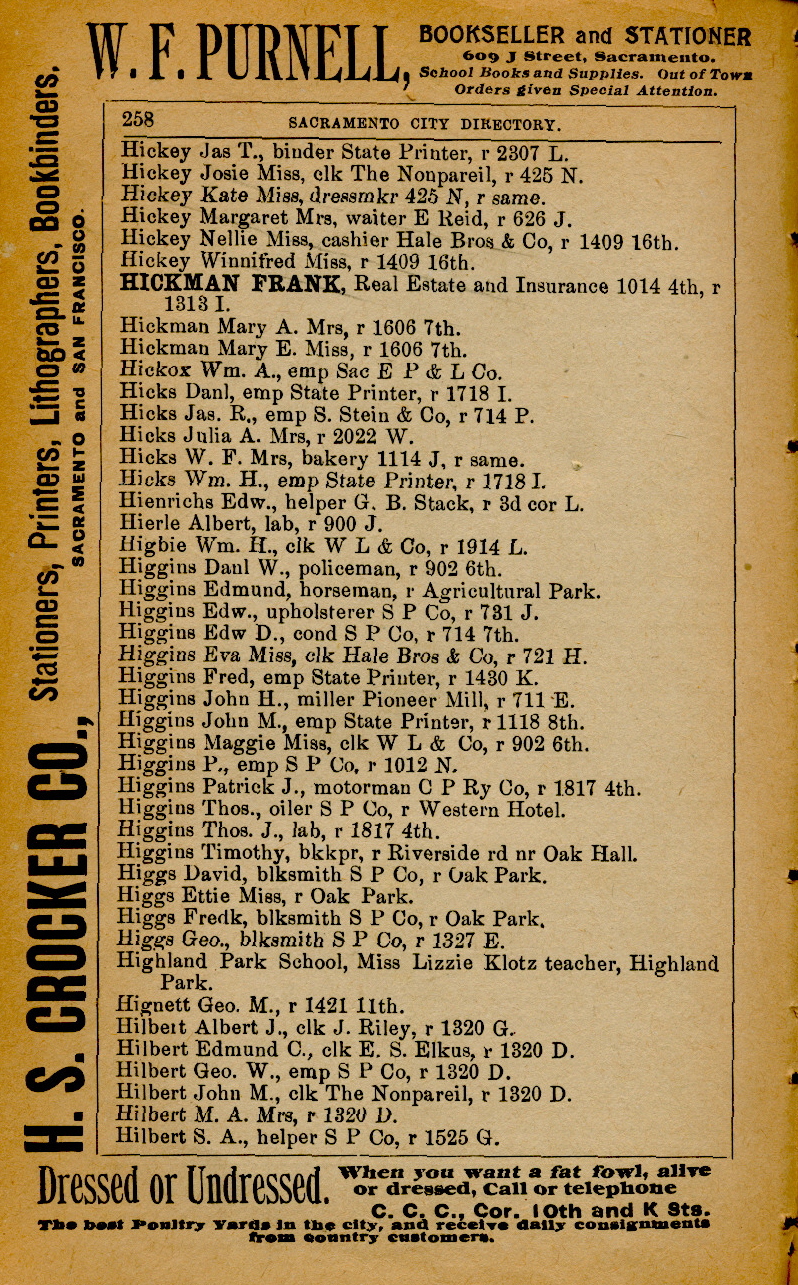 W. F. PURNELL,
BOOKSELLER and STATIONER
609 J Street, Sacramento.
School Books and Supplies. Out of Town
Orders given Special Attention.
H. S. CROCKER CO., Stationers, Printers, Lithographers, Bookbinders,
SACRAMENTO and SAN FRANCISCO.
258 SACRAMENTO CITY DIRECTORY.
Hickey Jas T., binder State Printer, r 2307 L.
Hickey Josie Miss, clk The Nonpareil, r 425 N.
Hickey Kate Miss, dressmkr 425 N, r same.
Hickey Margaret Mrs, waiter E Reid, r 626 J.
Hickey Nellie Miss, cashier Hale Bros & Co, r 1409 16th.
Hickey Winnifred Miss, r 1409 16th.
HICKMAN FRANK, Real Estate and Insurance 1014 4th, r
1313 I.
Hickman Mary A. Mrs, r 1606 7th.
Hickman Mary E. Miss, r 1606 7th.
Hickox Wm. A., emp Sac E P & L Co.
Hicks Danl, emp State Printer, r 1718 I.
Hicks Jas. R., emp S. Stein & Co, r 714 P.
Hicks Julia A. Mrs, r 2022 W.
Hicks W. F. Mrs, bakery 1114 J, r same.
Hicks Wm. H., emp State Printer, r 1718 I.
Hienrichs Edw., helper G. B. Stack, r 3d cor L.
Hierle Albert, lab, r 900 J.
Higbie Wm. H., clk W L & Co, r 1914 L.
Higgins Danl W., policeman, r 902 6th.
Higgins Edmund, horseman, r Agricultural Park.
Higgins Edw., upholsterer S P Co, r 731 J.
Higgins Edw D., cond S P Co, r 714 7th.
Higgins Eva Miss, clk Hale Bros & Co, r 721 H.
Higgins Fred, emp State Printer, r 1430 K.
Higgins John H., miller Pioneer Mill, r 711 E.
Higgins John M., emp State Printer, r 1118 8th.
Higgins Maggie Miss, clk W L & Co, r 902 6th.
Higgins P., emp S P Co, r 1012 N.
Higgins Patrick J., motorman C P Ry Co, r 1817 4th.
Higgins Thos., oiler S P Co, r Western Hotel.
Higgins Thos. J., lab, r 1817 4th.
Higgins Timothy, bkkpr, r Riverside rd nr Oak Hall.
Higgs David, blksmith S P Co, r Oak Park.
Higgs Ettie Miss, r Oak Park.
Higgs Fredk, blksmith S P Co, r Oak Park.
Higgs Geo., blksmith S P Co, r 1327 E.
Highland Park School, Miss Lizzie Klotz teacher, Highland
Park.
Hignett Geo. M., r 1421 11th.
Hilbert Albert J., clk J. Riley, r 1320 G.
Hilbert Edmund C., clk E. S. Elkus, r 1320 D.
Hilbert Geo. W., emp S P Co, r 1320 D.
Hilbert John M., clk The Nonpareil, r 1320 D.
Hilbert M. A. Mrs, r 1320 D.
Hilbert S. A., helper S P Co, r 1525 G.
Dressed or Undressed.
When you want a fat fowl, alive
or dressed, Call or telephone
C. C. C., Cor. 10th and K Sts.
The best Poultry Yards in the city, and receive daily consignments
from country customers.